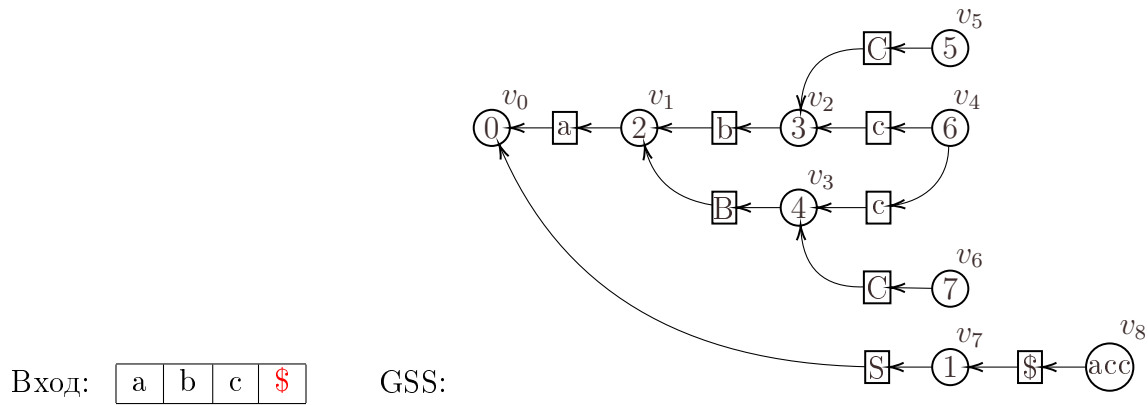 v5
C 5
v0 v1 v2 v4
0 a 2 b 3 c 6
v3
B 4 c
v6
C 7
v8
v7
S 1 $ acc
Вход: a b c $ GSS: